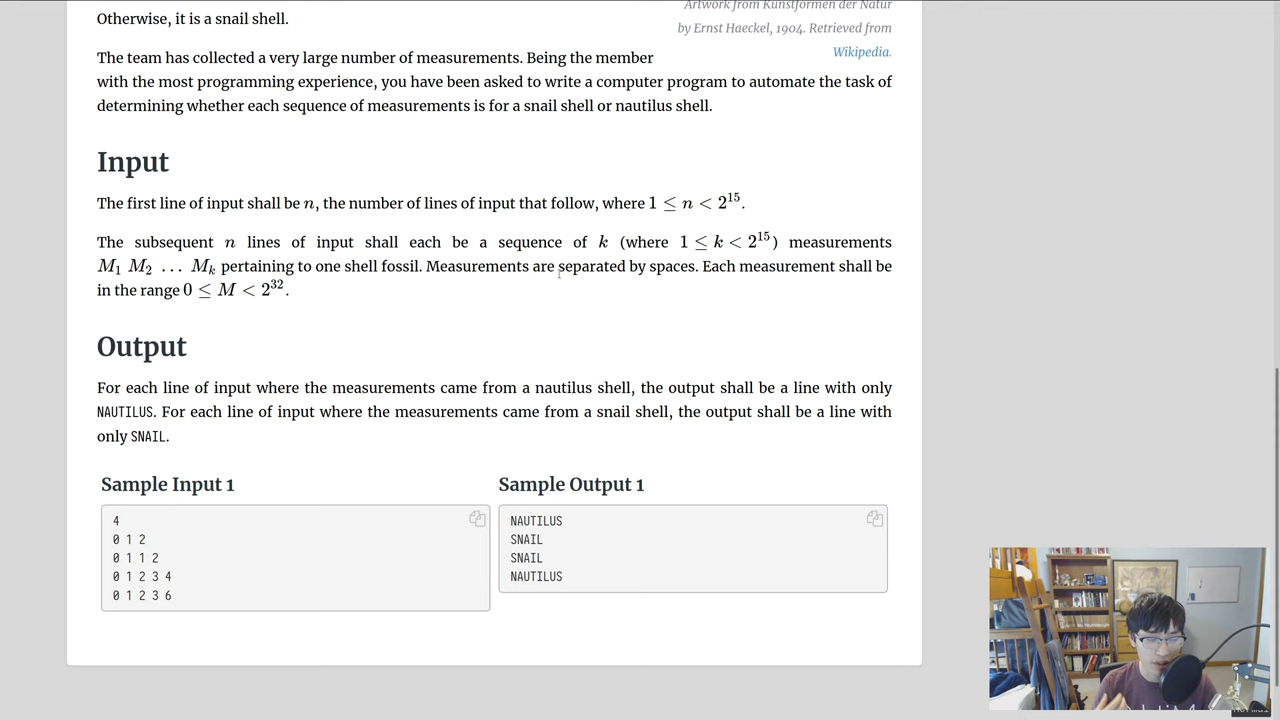 Artwork from Kunstformen der Natur
Otherwise, it is a snail shell.
by Ernst Haeckel, 1904. Retrieved from
Wikipedia.
The team has collected a very large number of measurements. Being the member
with the most programming experience, you have been asked to write a computer program to automate the task of
determining whether each sequence of measurements is for a snail shell or nautilus shell.
Input
The first line of input shall be n, the number of lines of input that follow, where 1 ≤ n < 2^15.
The subsequent n lines of input shall each be a sequence of k (where 1 ≤ k < 2^15) measurements
M1 M2 … Mk pertaining to one shell fossil. Measurements are separated by spaces. Each measurement shall be
in the range 0 ≤ M < 2^32.
Output
For each line of input where the measurements came from a nautilus shell, the output shall be a line with only
NAUTILUS. For each line of input where the measurements came from a snail shell, the output shall be a line with
only SNAIL.
Sample Input 1
4
0 1 2
0 1 1 2
0 1 2 3 4
0 1 2 3 6
Sample Output 1
NAUTILUS
SNAIL
SNAIL
NAUTILUS